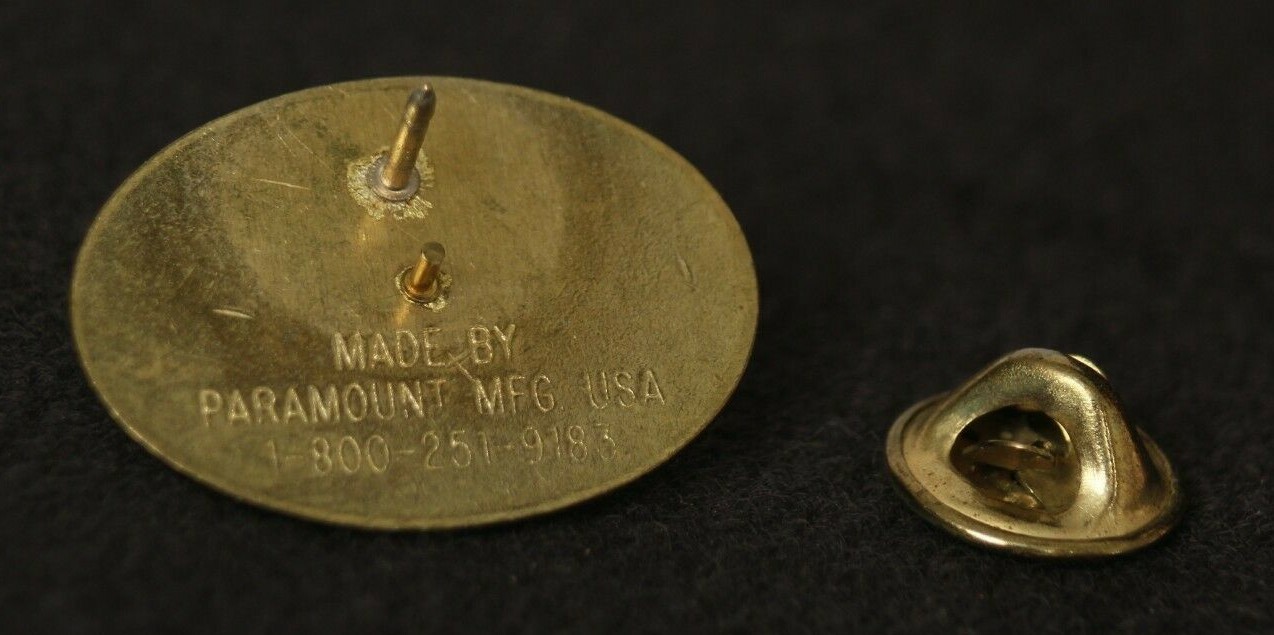 MADE BY
PARAMOUNT MFG. USA
1-800-251-9183